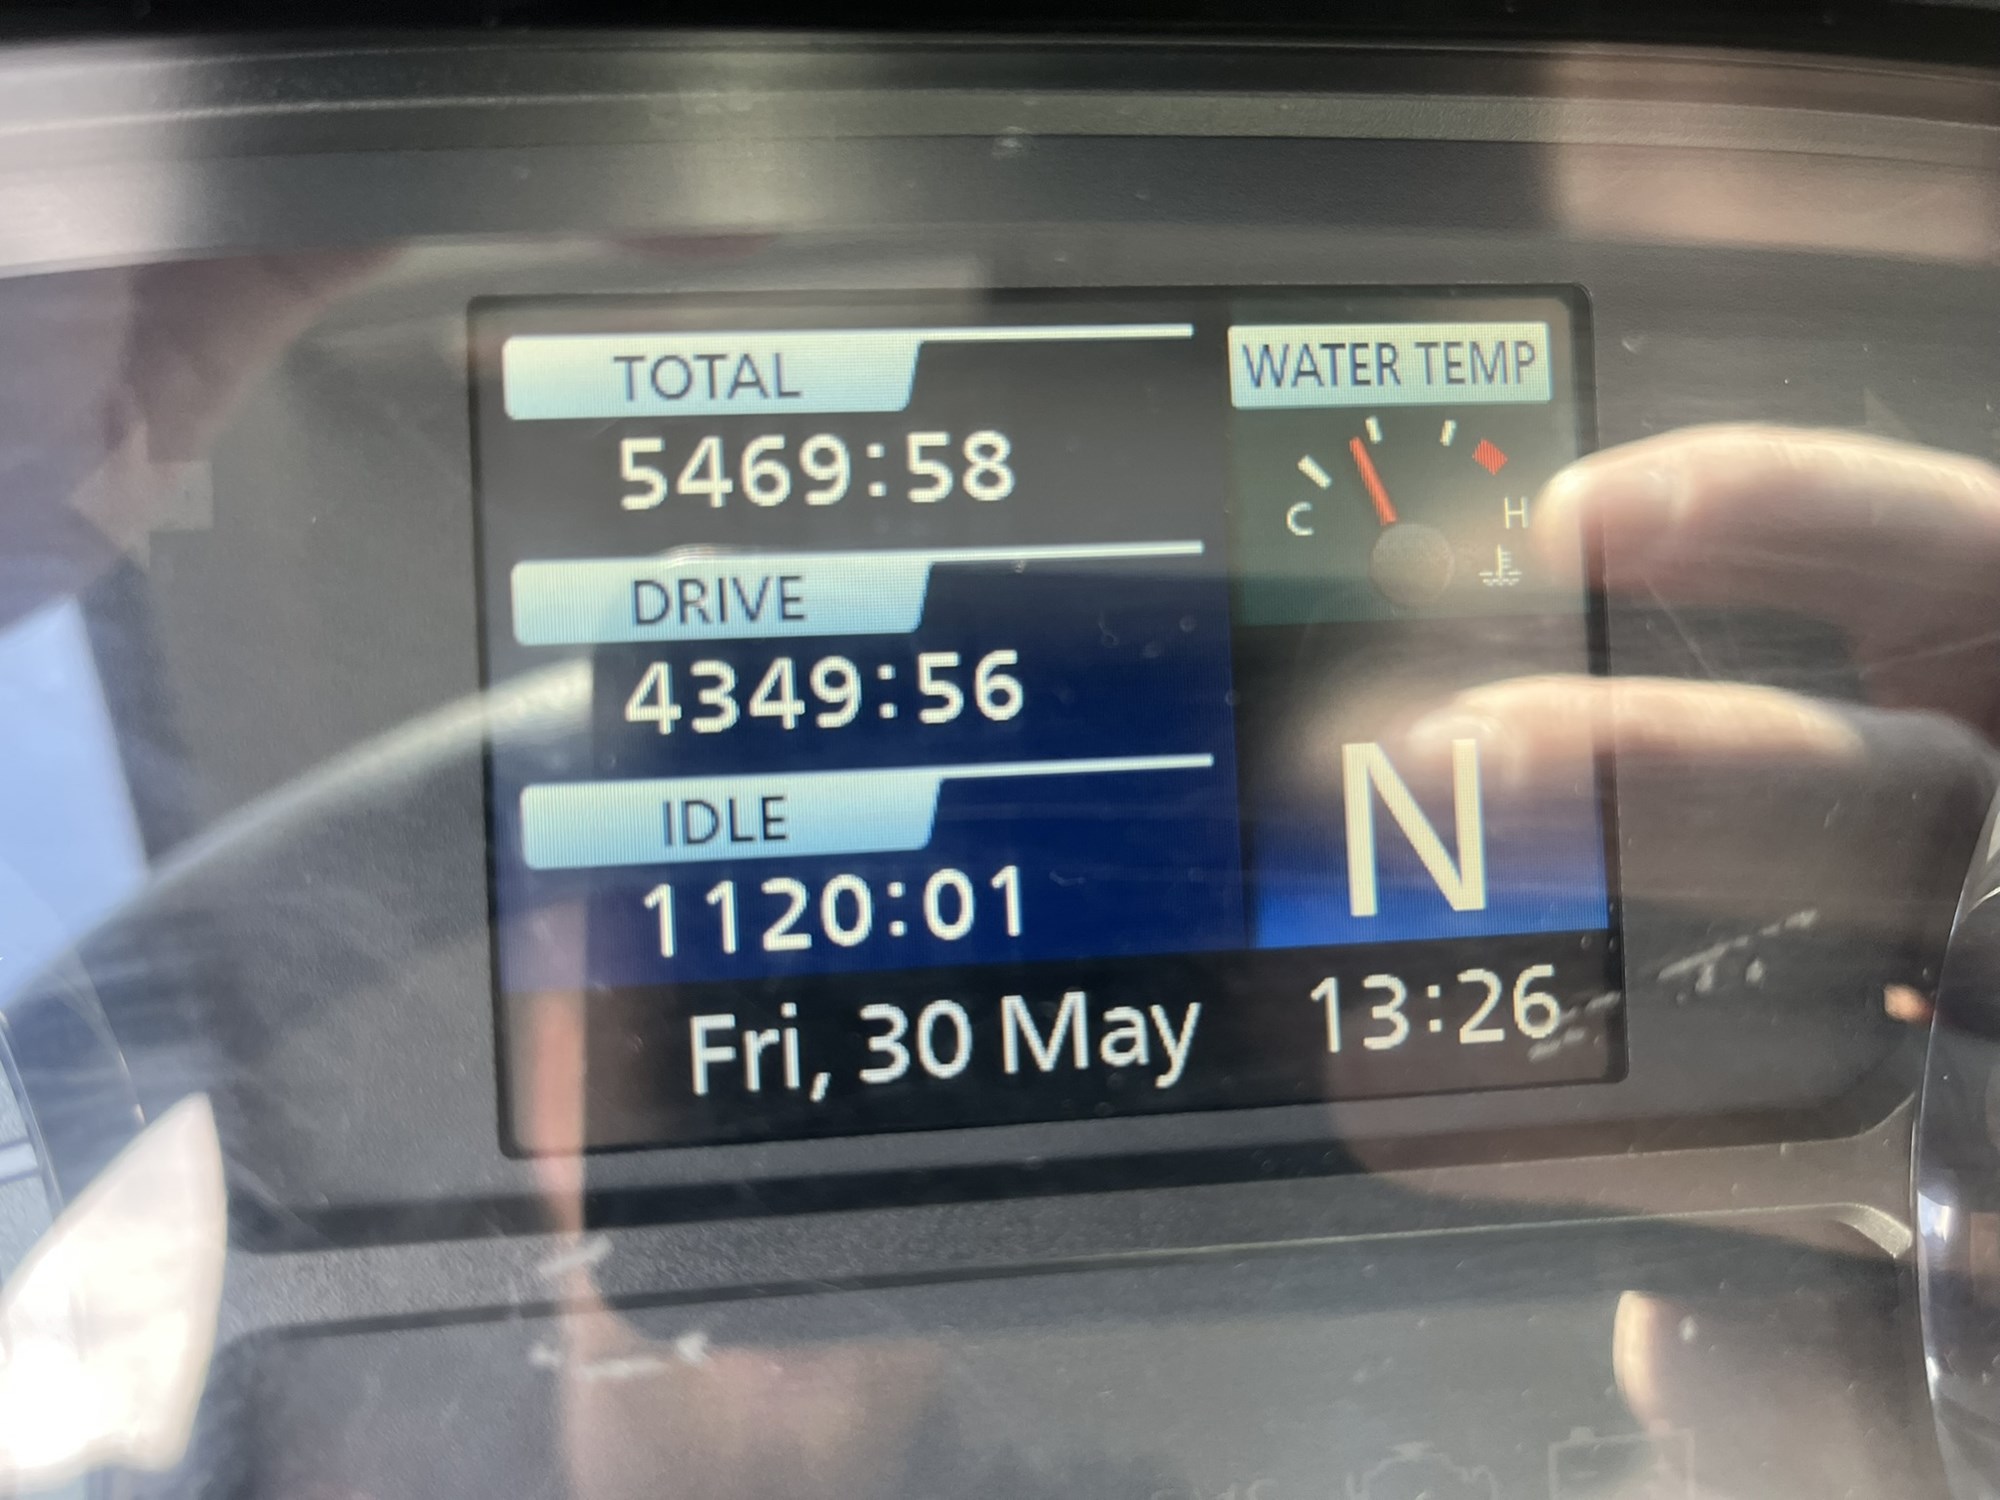 TOTAL
5469:58
DRIVE
4349:56
IDLE
1120:01
WATER TEMP
C
H
N
Fri, 30 May
13:26